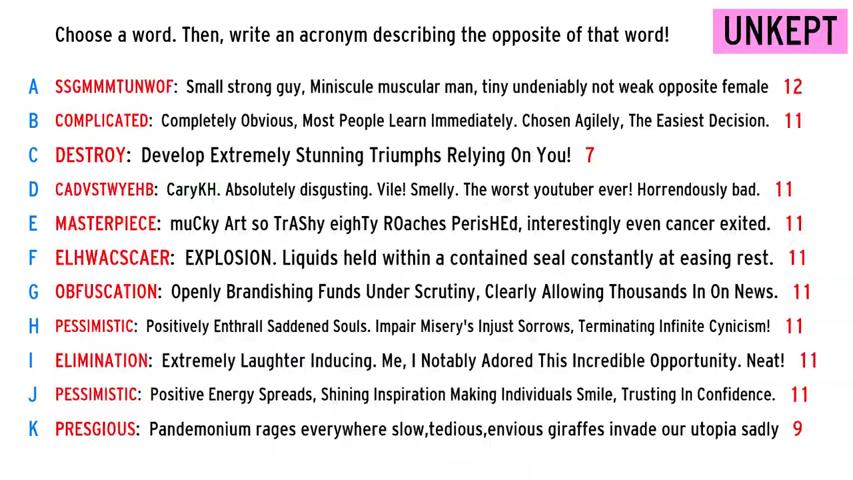 Choose a word. Then, write an acronym describing the opposite of that word!
UNKEPT
A SSGMMMTUNWOF: Small strong guy, Miniscule muscular man, tiny undeniably not weak opposite female 12
B COMPLICATED: Completely Obvious, Most People Learn Immediately. Chosen Agilely, The Easiest Decision. 11
C DESTROY: Develop Extremely Stunning Triumphs Relying On You! 7
D CADVSTWYEHB: CaryKH. Absolutely disgusting. Vile! Smelly. The worst youtuber ever! Horrendously bad. 11
E MASTERPIECE: muCky Art so TrAShy eighTy ROaches PerisHEd, interestingly even cancer exited. 11
F ELHWACSCAER: EXPLOSION. Liquids held within a contained seal constantly at easing rest. 11
G OBFUSCATION: Openly Brandishing Funds Under Scrutiny, Clearly Allowing Thousands In On News. 11
H PESSIMISTIC: Positively Enthrall Saddened Souls. Impair Misery's Injust Sorrows, Terminating Infinite Cynicism! 11
I ELIMINATION: Extremely Laughter Inducing. Me, I Notably Adored This Incredible Opportunity. Neat! 11
J PESSIMISTIC: Positive Energy Spreads, Shining Inspiration Making Individuals Smile, Trusting In Confidence. 11
K PRESGIOUS: Pandemonium rages everywhere slow,tedious,envious giraffes invade our utopia sadly 9